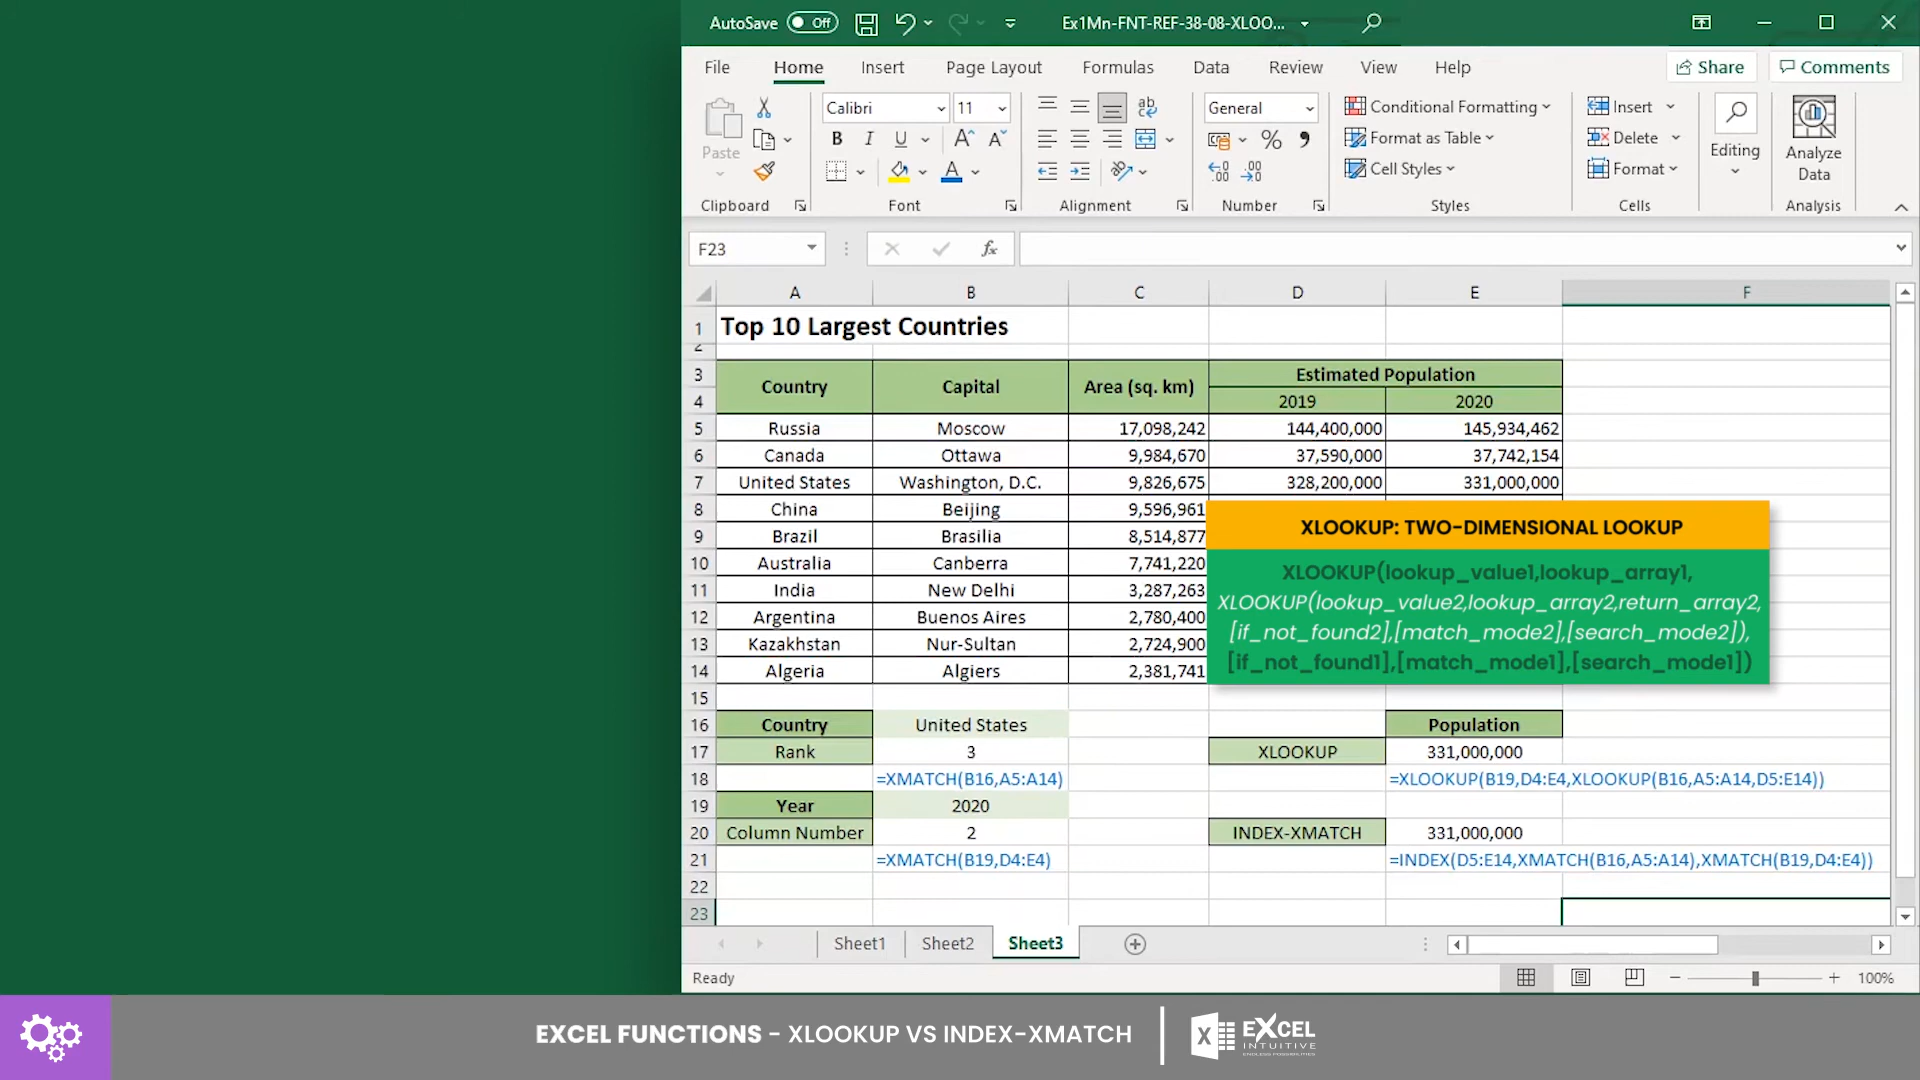 AutoSave Off Ex1Mn-FNT-REF-38-08-XLOO...
File Home Insert Page Layout Formulas Data Review View Help Share Comments
Paste Calibri 11 B I U General Conditional Formatting Format as Table Cell Styles Insert Delete Format Editing Analyze Data
Clipboard Font Alignment Number Styles Cells Analysis
F23 fx
A B C D E F
1 Top 10 Largest Countries
2
3 Country Capital Area (sq. km) Estimated Population
4 2019 2020
5 Russia Moscow 17,098,242 144,400,000 145,934,462
6 Canada Ottawa 9,984,670 37,590,000 37,742,154
7 United States Washington, D.C. 9,826,675 328,200,000 331,000,000
8 China Beijing 9,596,961
9 Brazil Brasilia 8,514,877
10 Australia Canberra 7,741,220
11 India New Delhi 3,287,263
12 Argentina Buenos Aires 2,780,400
13 Kazakhstan Nur-Sultan 2,724,900
14 Algeria Algiers 2,381,741
XLOOKUP: TWO-DIMENSIONAL LOOKUP
XLOOKUP(lookup_value1,lookup_array1,
XLOOKUP(lookup_value2,lookup_array2,return_array2,
[if_not_found2],[match_mode2],[search_mode2]),
[if_not_found1],[match_mode1],[search_mode1])
15
16 Country United States Population
17 Rank 3 XLOOKUP 331,000,000
18 =XMATCH(B16,A5:A14) =XLOOKUP(B19,D4:E4,XLOOKUP(B16,A5:A14,D5:E14))
19 Year 2020
20 Column Number 2 INDEX-XMATCH 331,000,000
21 =XMATCH(B19,D4:E4) =INDEX(D5:E14,XMATCH(B16,A5:A14),XMATCH(B19,D4:E4))
22
23
Sheet1 Sheet2 Sheet3
Ready 100%
EXCEL FUNCTIONS - XLOOKUP VS INDEX-XMATCH
X EXCEL
INTUITIVE